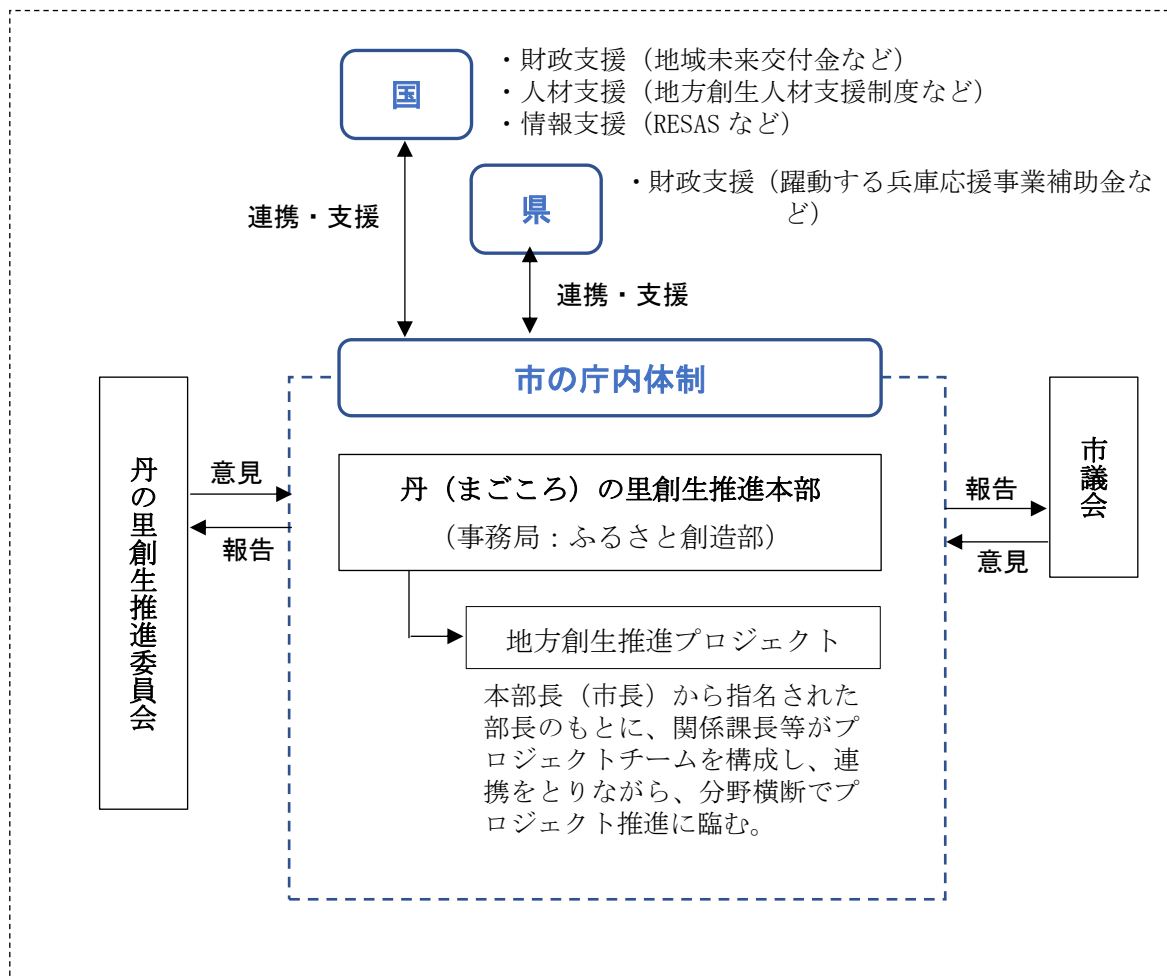 国
・財政支援（地域未来交付金など）
・人材支援（地方創生人材支援制度など）
・情報支援（RESAS など）
県
・財政支援（躍動する兵庫応援事業補助金な
ど）
連携・支援
連携・支援
市の庁内体制
丹の里創生推進委員会
意見
報告
丹（まごころ）の里創生推進本部
（事務局：ふるさと創造部）
地方創生推進プロジェクト
本部長（市長）から指名された
部長のもとに、関係課長等がプ
ロジェクトチームを構成し、連
携をとりながら、分野横断でプ
ロジェクト推進に臨む。
報告
意見
市議会